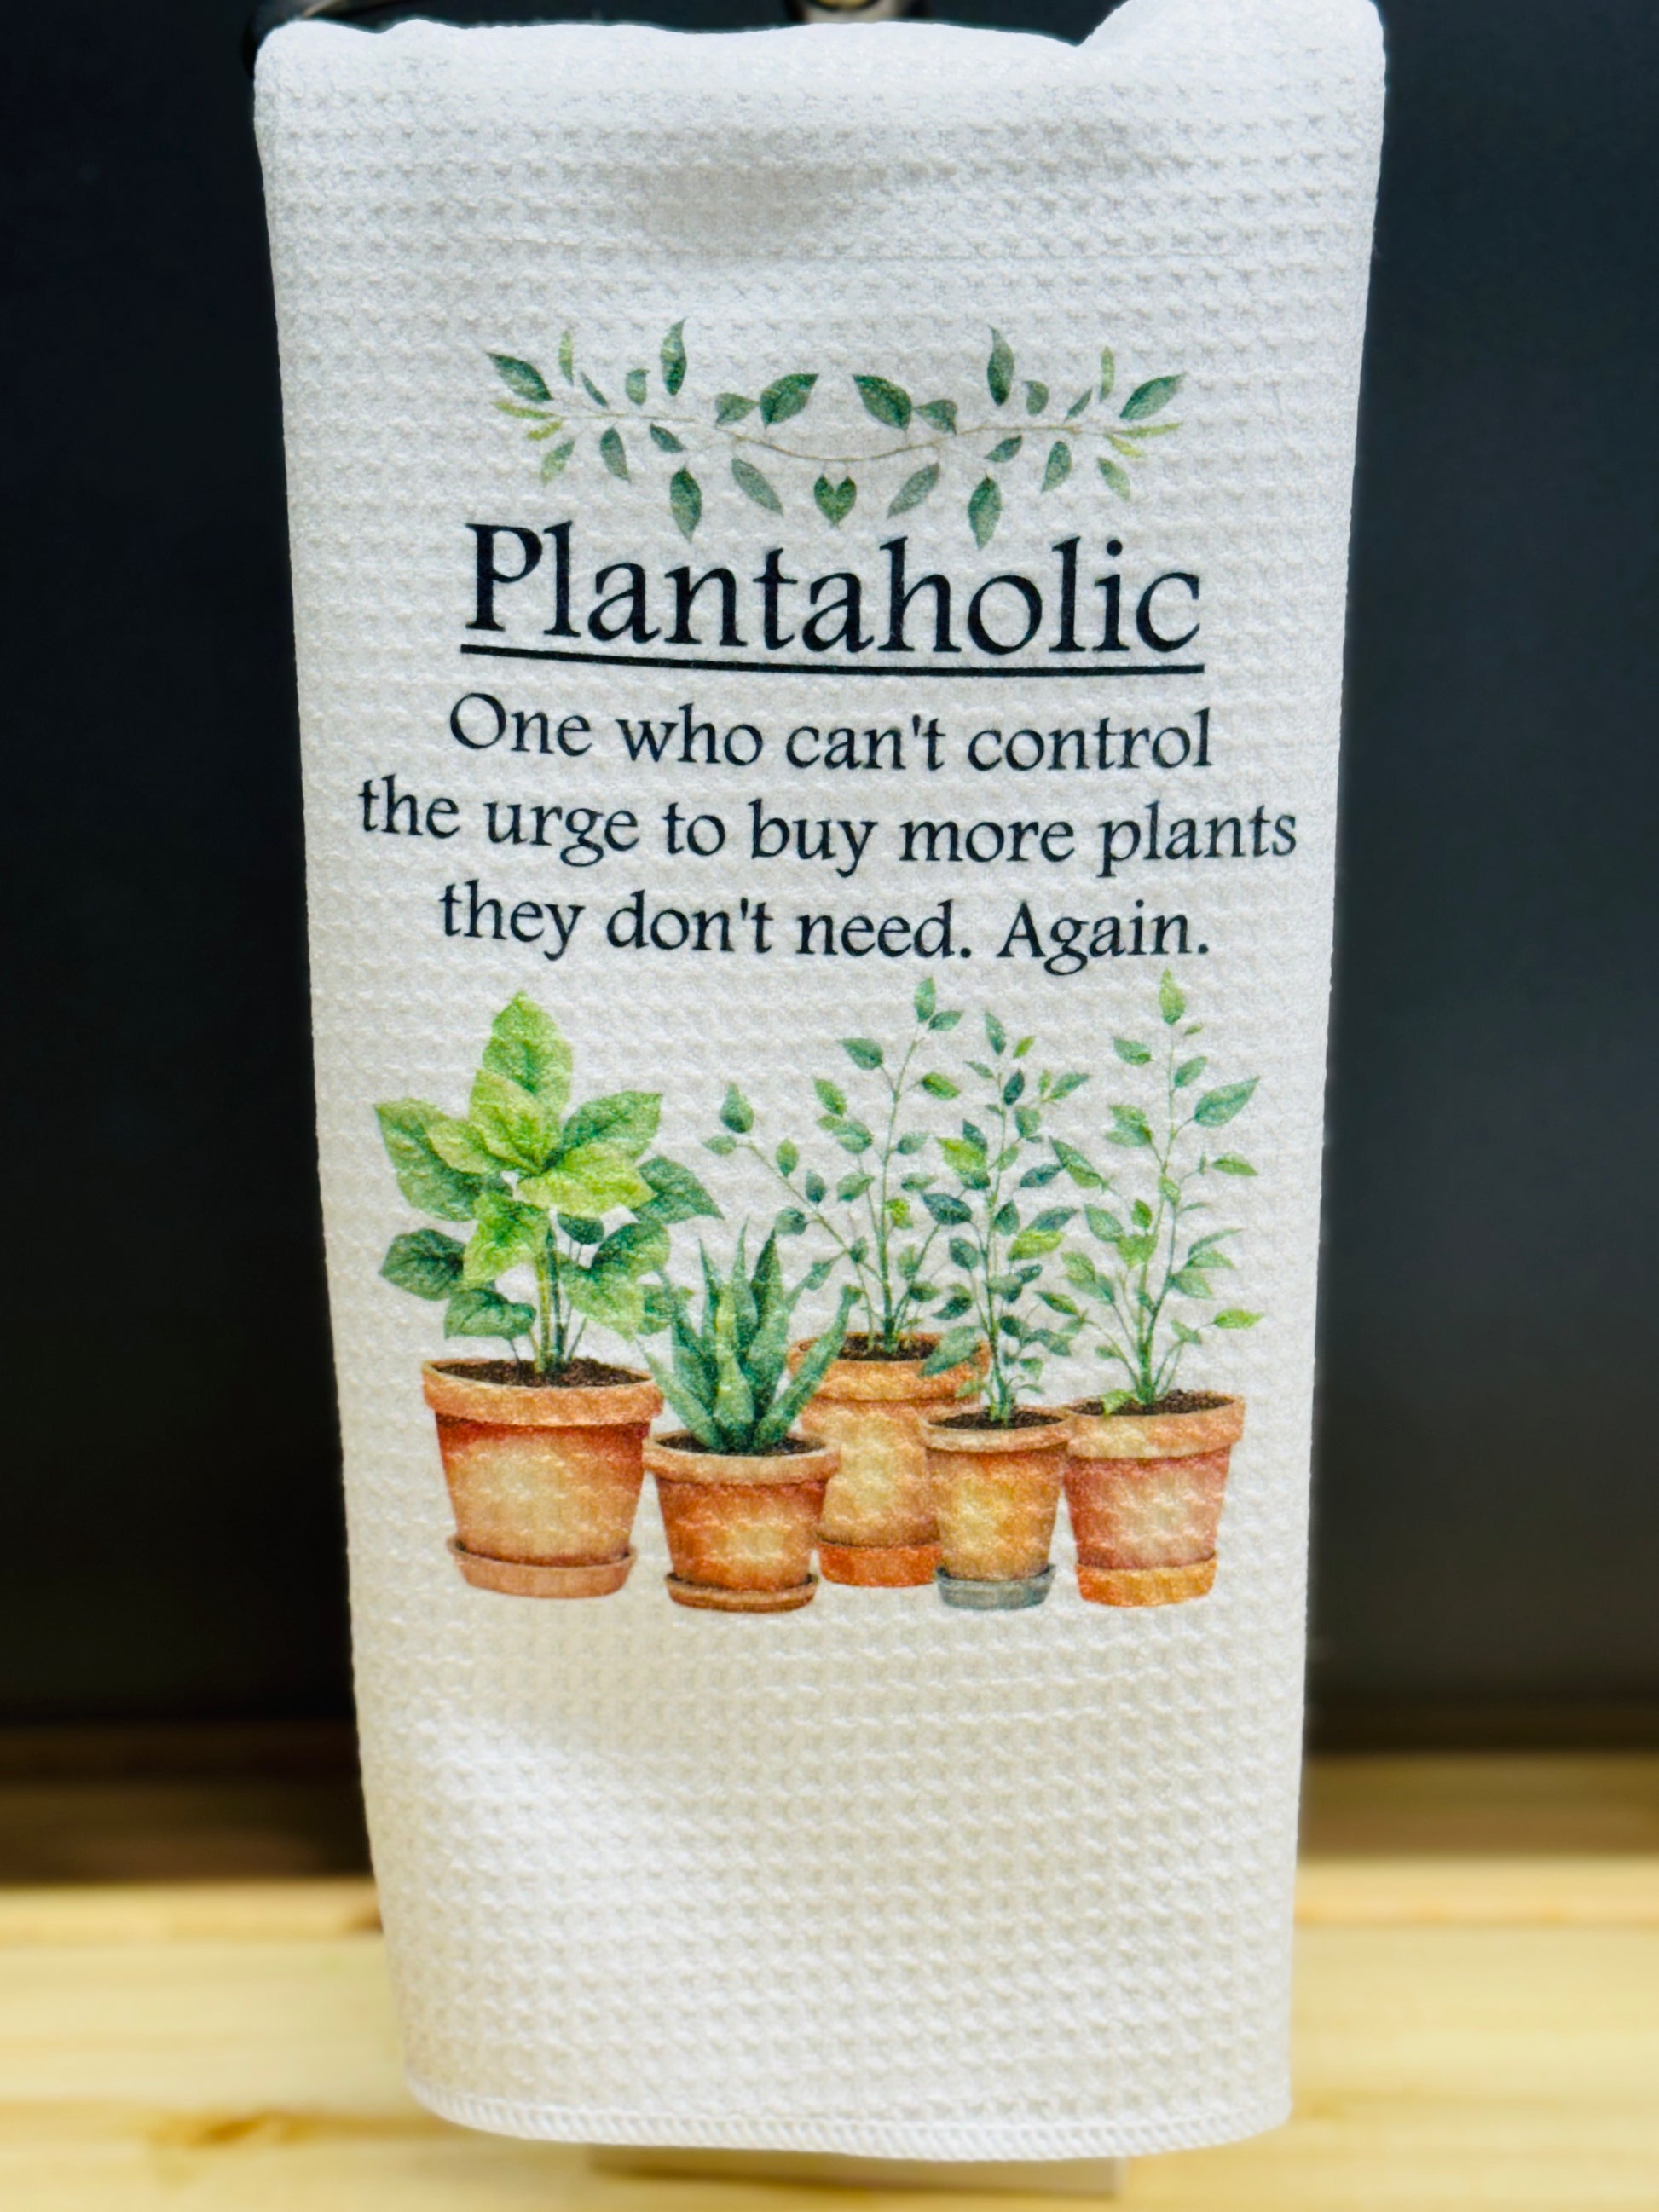 Plantaholic
One who can't control
the urge to buy more plants
they don't need. Again.